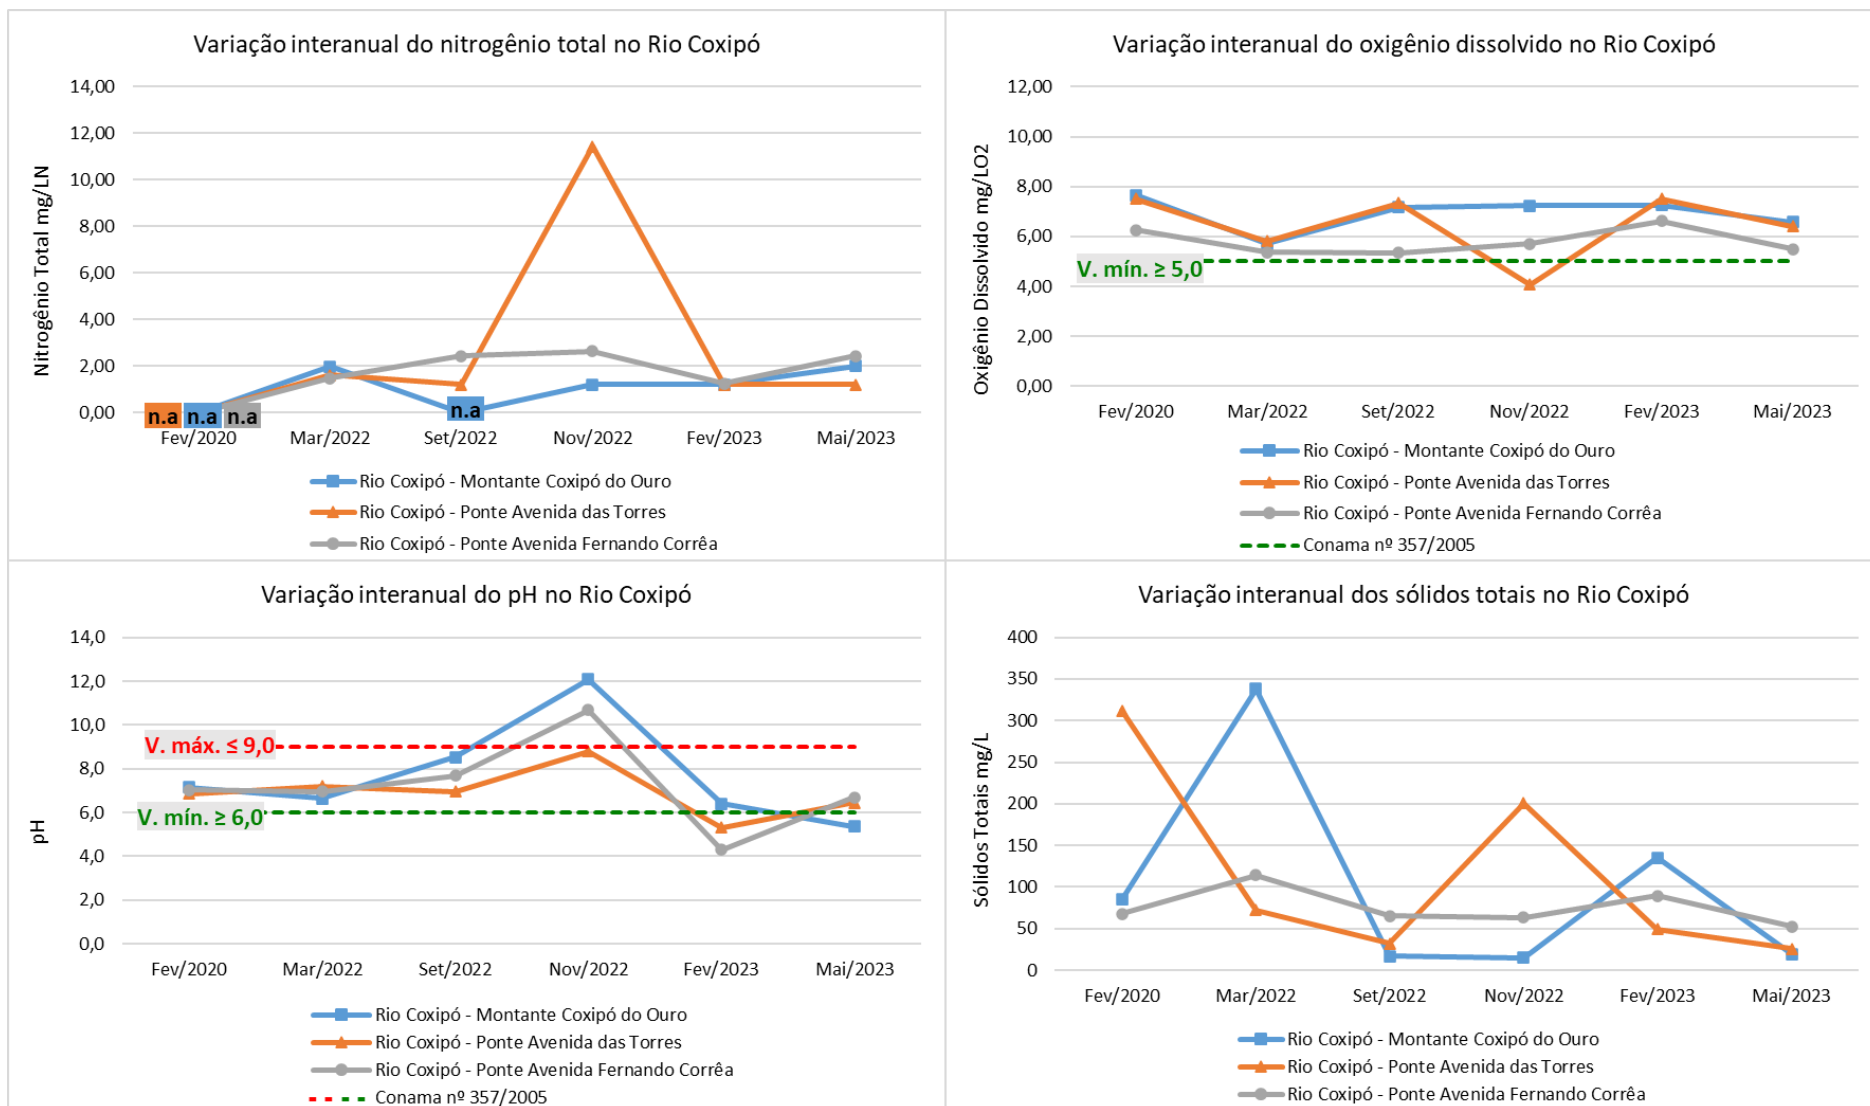 Variação interanual do nitrogênio total no Rio Coxipó
Nitrogênio Total mg/LN
14,00
12,00
10,00
8,00
6,00
4,00
2,00
0,00
n.a n.a n.a
n.a
Fev/2020 Mar/2022 Set/2022 Nov/2022 Fev/2023 Mai/2023
Rio Coxipó - Montante Coxipó do Ouro
Rio Coxipó - Ponte Avenida das Torres
Rio Coxipó - Ponte Avenida Fernando Corrêa
Variação interanual do oxigênio dissolvido no Rio Coxipó
Oxigênio Dissolvido mg/LO2
12,00
10,00
8,00
6,00
4,00
2,00
0,00
V. mín. ≥ 5,0
Fev/2020 Mar/2022 Set/2022 Nov/2022 Fev/2023 Mai/2023
Rio Coxipó - Montante Coxipó do Ouro
Rio Coxipó - Ponte Avenida das Torres
Rio Coxipó - Ponte Avenida Fernando Corrêa
Conama nº 357/2005
Variação interanual do pH no Rio Coxipó
pH
14,0
12,0
10,0
8,0
6,0
4,0
2,0
0,0
V. máx. ≤ 9,0
V. mín. ≥ 6,0
Fev/2020 Mar/2022 Set/2022 Nov/2022 Fev/2023 Mai/2023
Rio Coxipó - Montante Coxipó do Ouro
Rio Coxipó - Ponte Avenida das Torres
Rio Coxipó - Ponte Avenida Fernando Corrêa
Conama nº 357/2005
Variação interanual dos sólidos totais no Rio Coxipó
Sólidos Totais mg/L
400
350
300
250
200
150
100
50
0
Fev/2020 Mar/2022 Set/2022 Nov/2022 Fev/2023 Mai/2023
Rio Coxipó - Montante Coxipó do Ouro
Rio Coxipó - Ponte Avenida das Torres
Rio Coxipó - Ponte Avenida Fernando Corrêa